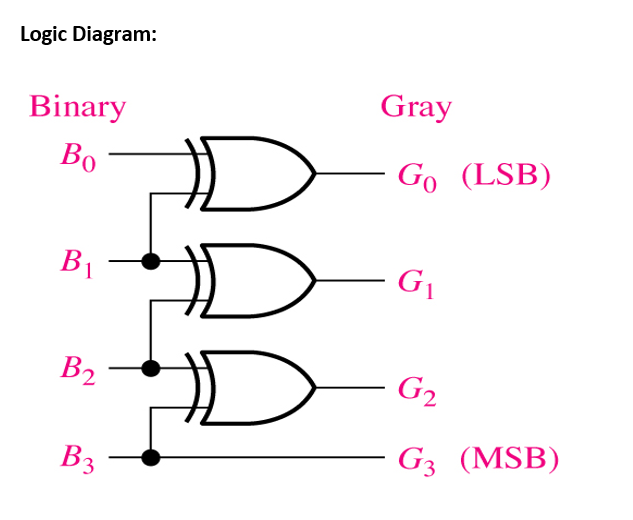 Logic Diagram:
Binary Gray
B₀ G₀ (LSB)
B₁ G₁
B₂ G₂
B₃ G₃ (MSB)